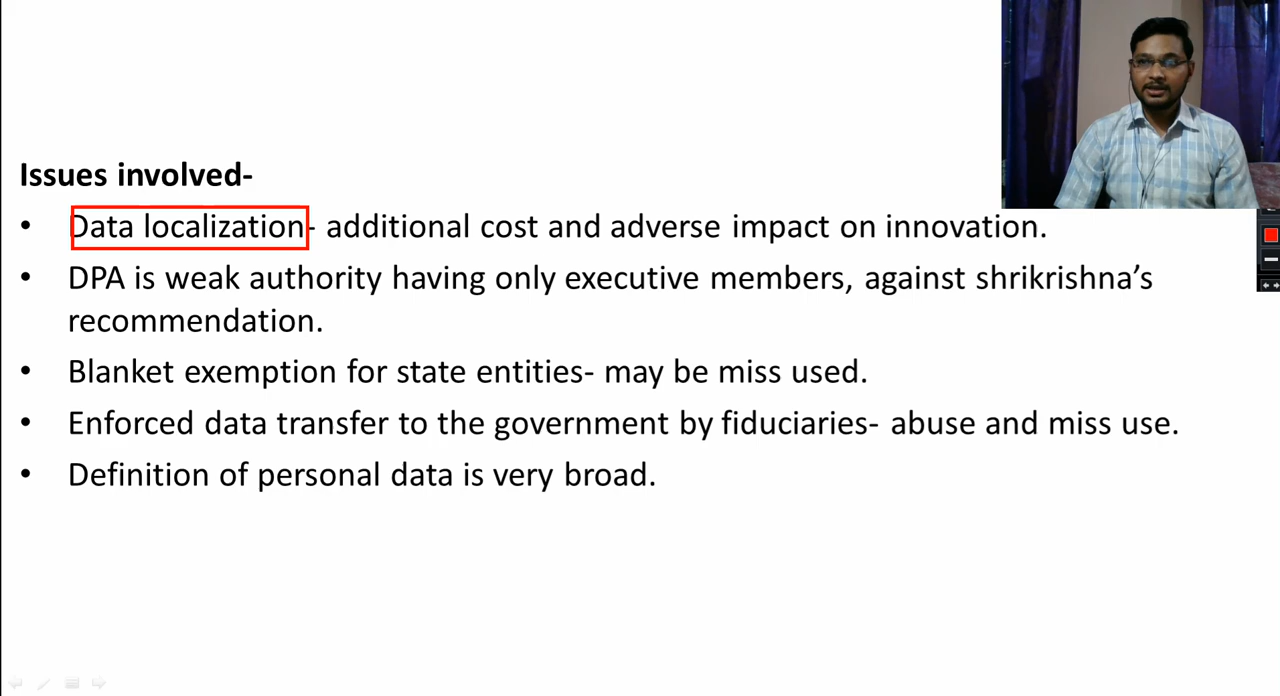 Issues involved-
• Data localization- additional cost and adverse impact on innovation.
• DPA is weak authority having only executive members, against shrikrishna’s
recommendation.
• Blanket exemption for state entities- may be miss used.
• Enforced data transfer to the government by fiduciaries- abuse and miss use.
• Definition of personal data is very broad.